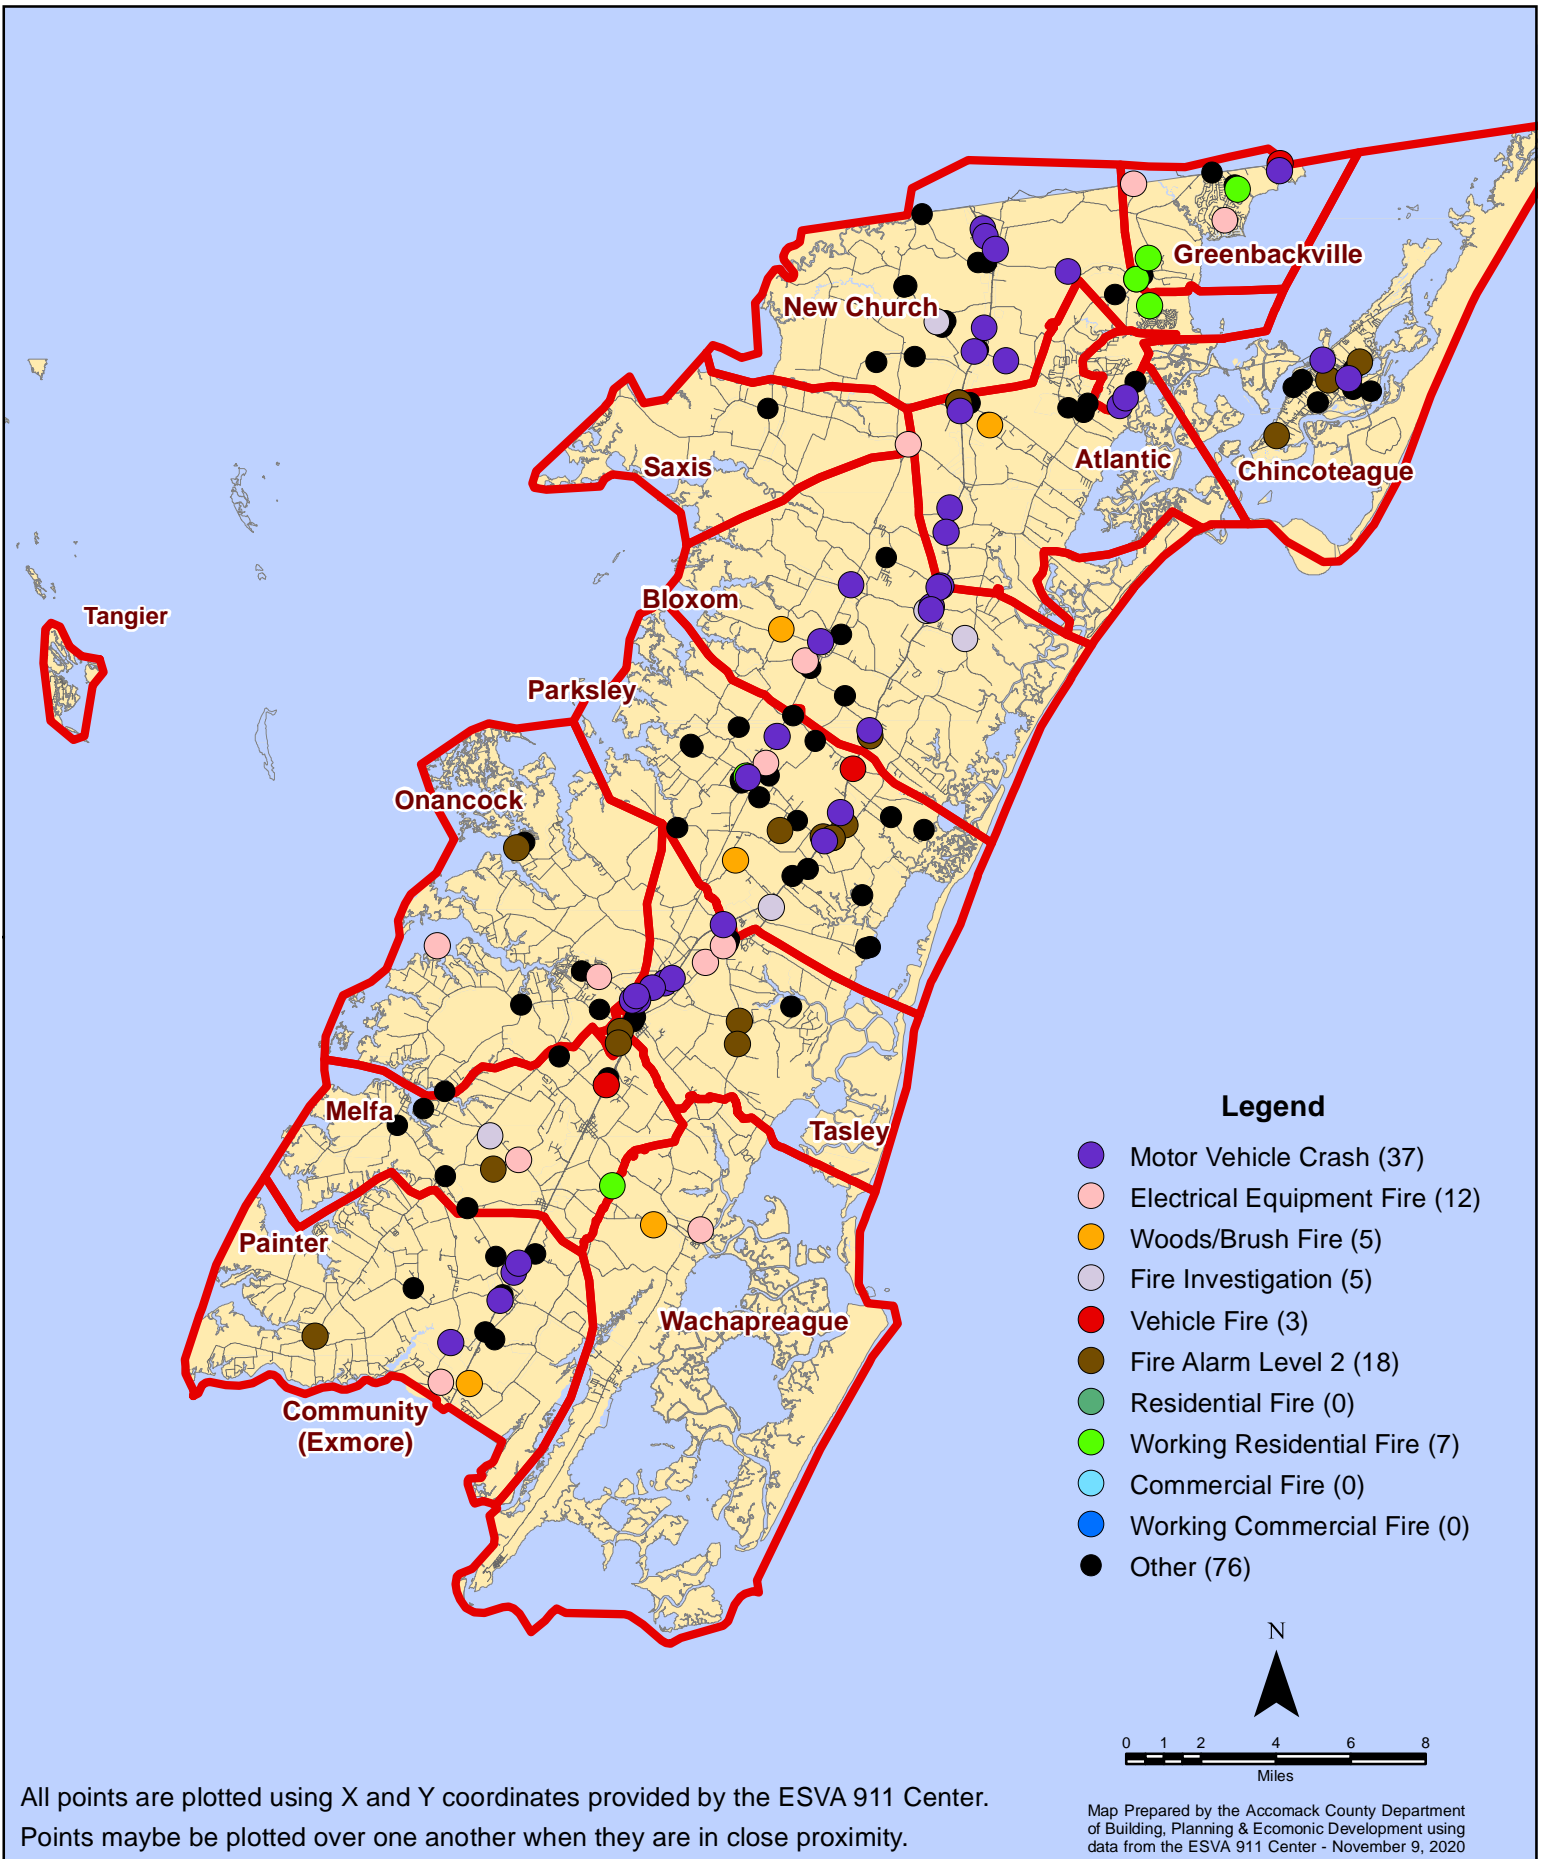 Greenbackville
New Church
Saxis
Atlantic
Chincoteague
Bloxom
Tangier
Parksley
Onancock
Melfa
Tasley
Painter
Wachapreague
Community
(Exmore)
Legend
Motor Vehicle Crash (37)
Electrical Equipment Fire (12)
Woods/Brush Fire (5)
Fire Investigation (5)
Vehicle Fire (3)
Fire Alarm Level 2 (18)
Residential Fire (0)
Working Residential Fire (7)
Commercial Fire (0)
Working Commercial Fire (0)
Other (76)
N
0 1 2 4 6 8
Miles
All points are plotted using X and Y coordinates provided by the ESVA 911 Center.
Points maybe be plotted over one another when they are in close proximity.
Map Prepared by the Accomack County Department
of Building, Planning & Ecomonic Development using
data from the ESVA 911 Center - November 9, 2020